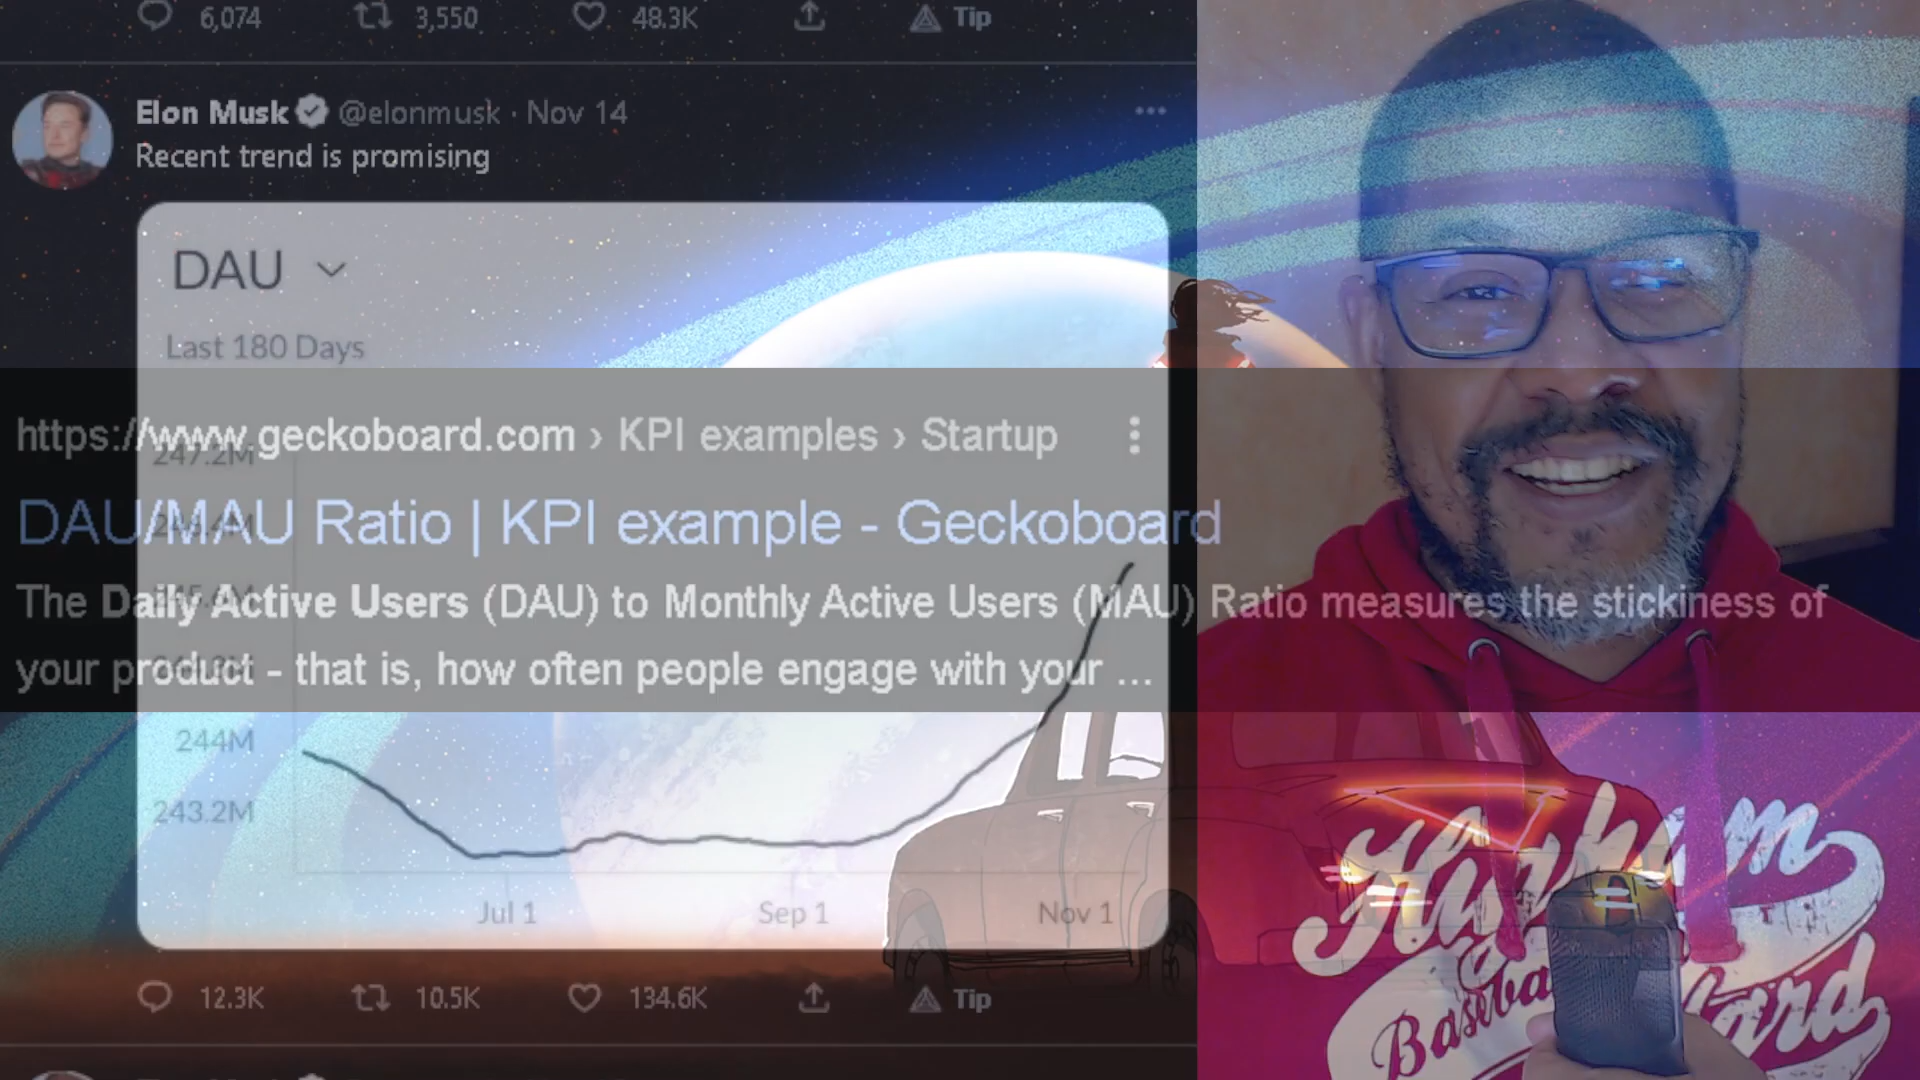 6,074 3,550 48.3K Tip
Elon Musk @elonmusk · Nov 14 ...
Recent trend is promising
DAU
Last 180 Days
https://www.geckoboard.com › KPI examples › Startup
247.2M
DAU/MAU Ratio | KPI example - Geckoboard
The Daily Active Users (DAU) to Monthly Active Users (MAU) Ratio measures the stickiness of
your product - that is, how often people engage with your ...
244M
243.2M
Jul 1 Sep 1 Nov 1
12.3K 10.5K 134.6K Tip